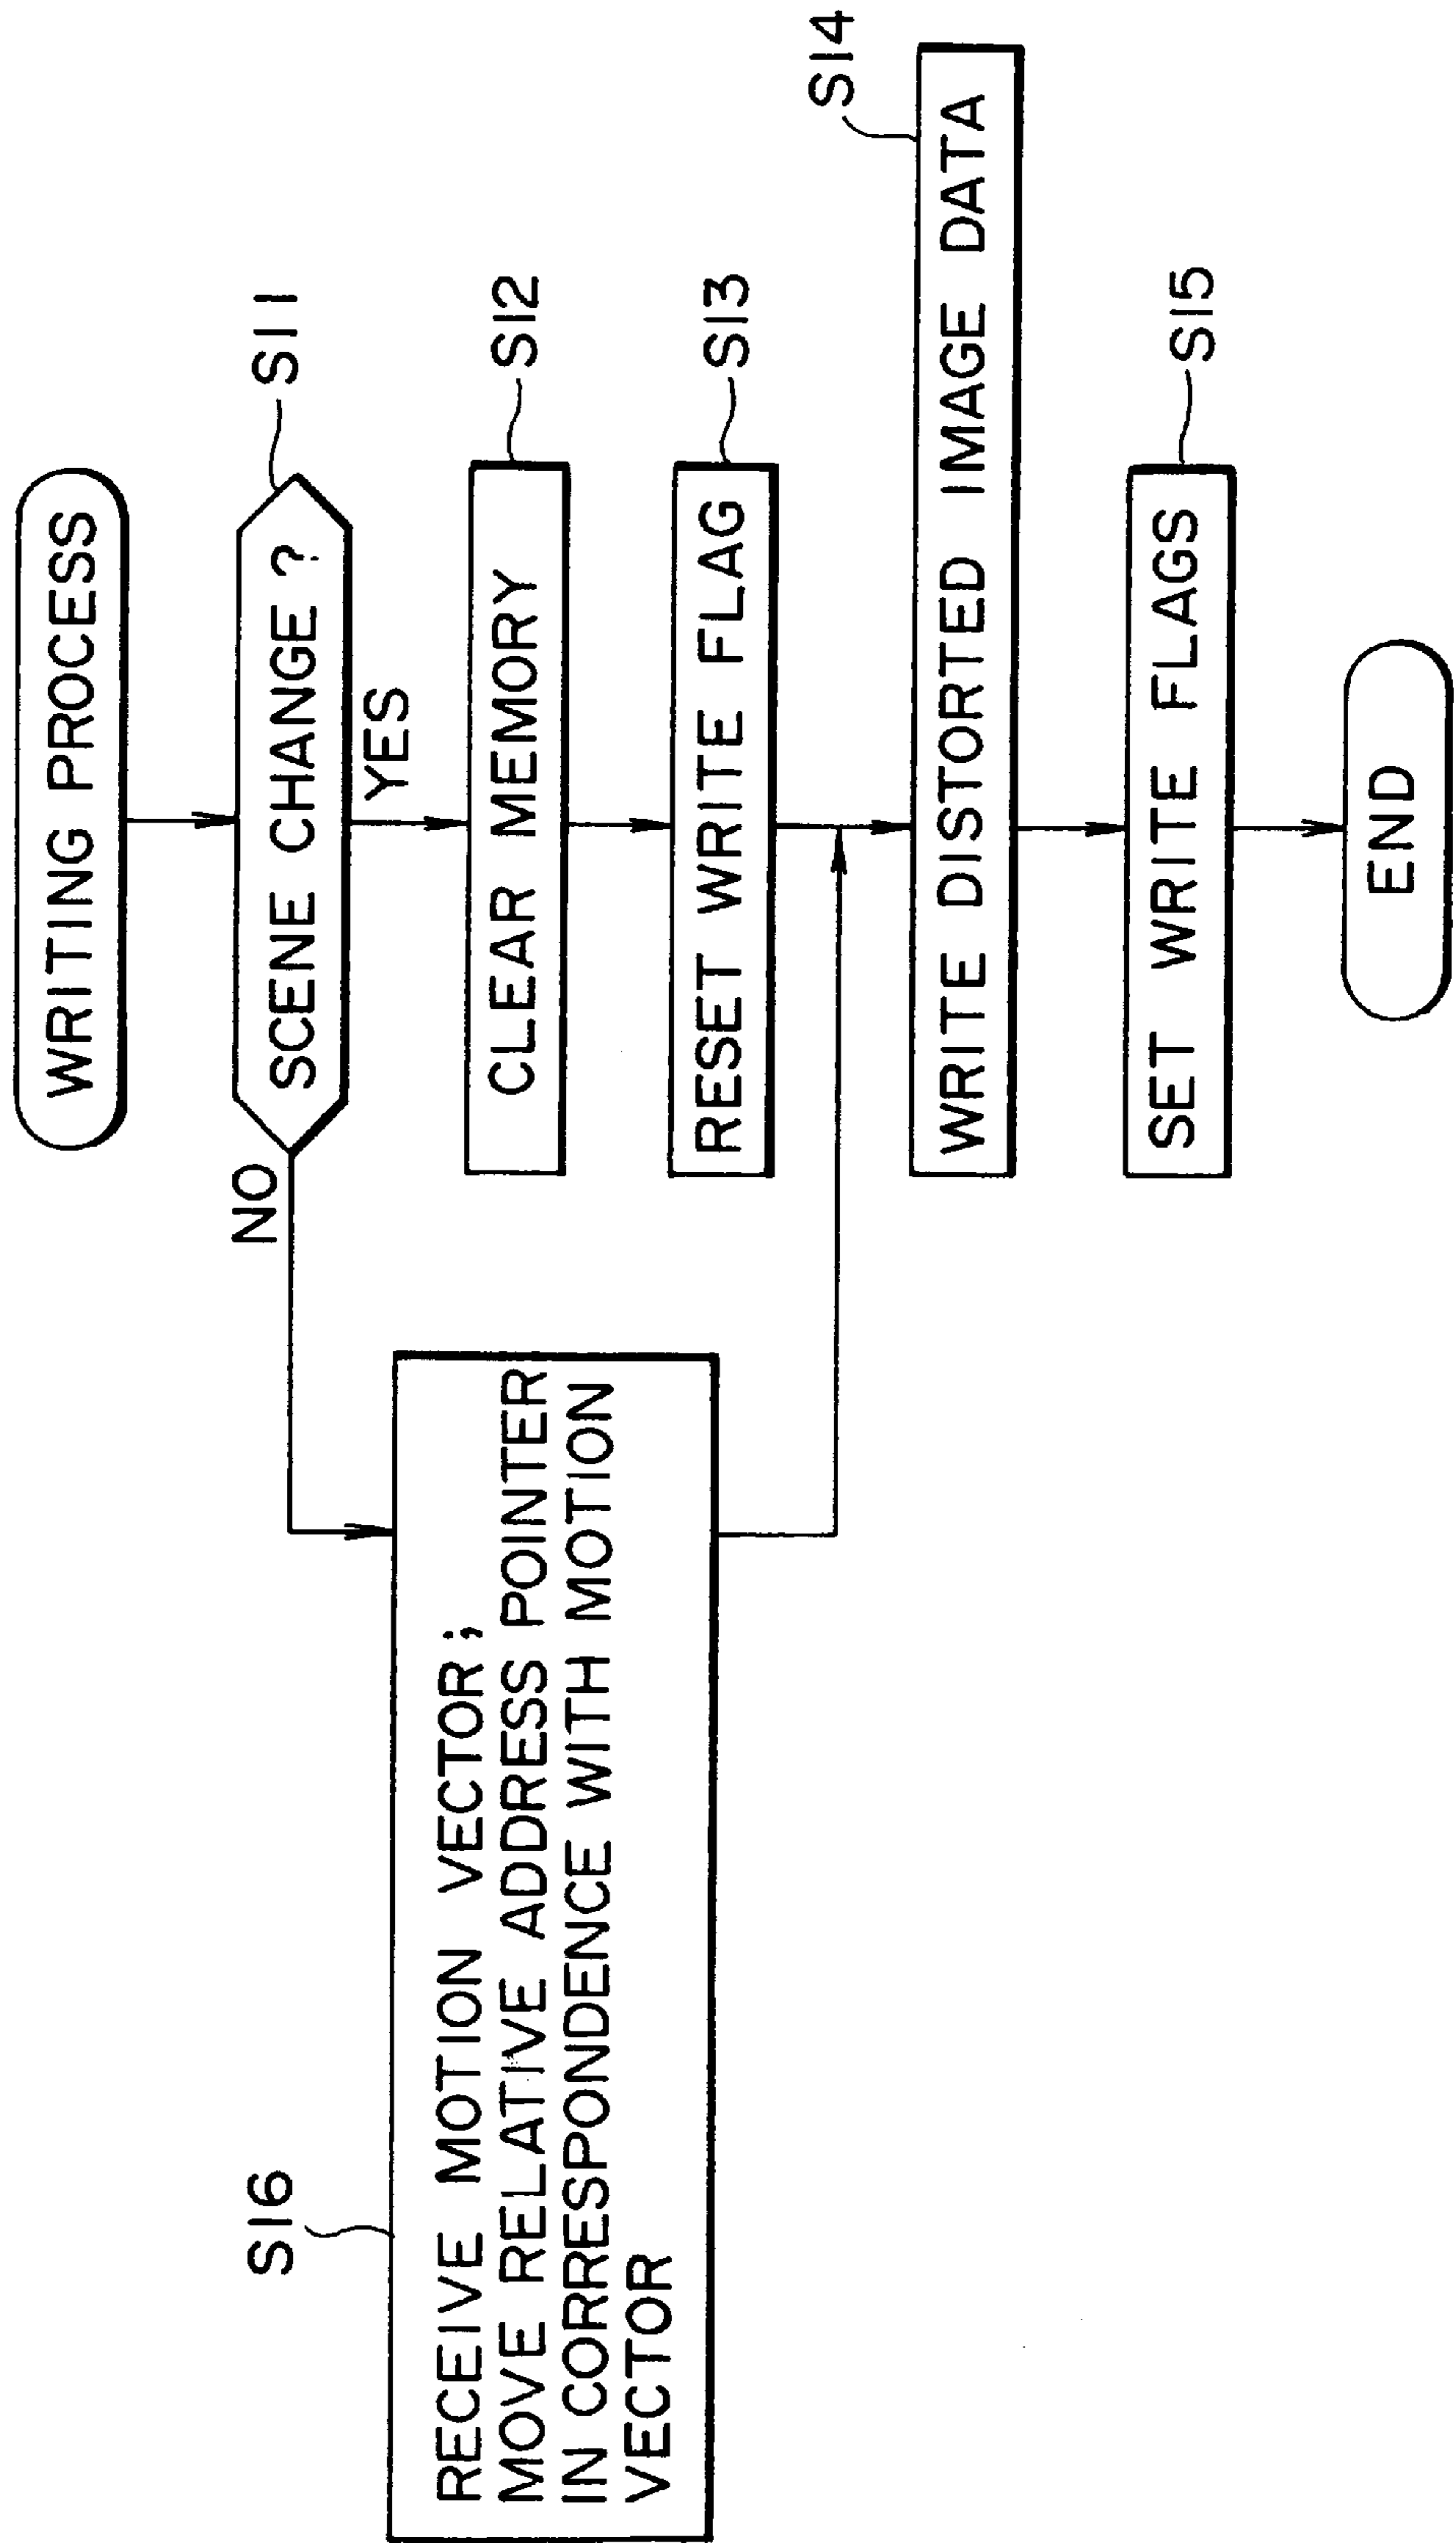 WRITING PROCESS
SCENE CHANGE ?
S11
NO
YES
CLEAR MEMORY
S12
RESET WRITE FLAG
S13
S16
RECEIVE MOTION VECTOR;
MOVE RELATIVE ADDRESS POINTER
IN CORRESPONDENCE WITH MOTION
VECTOR
WRITE DISTORTED IMAGE DATA
S14
SET WRITE FLAGS
S15
END